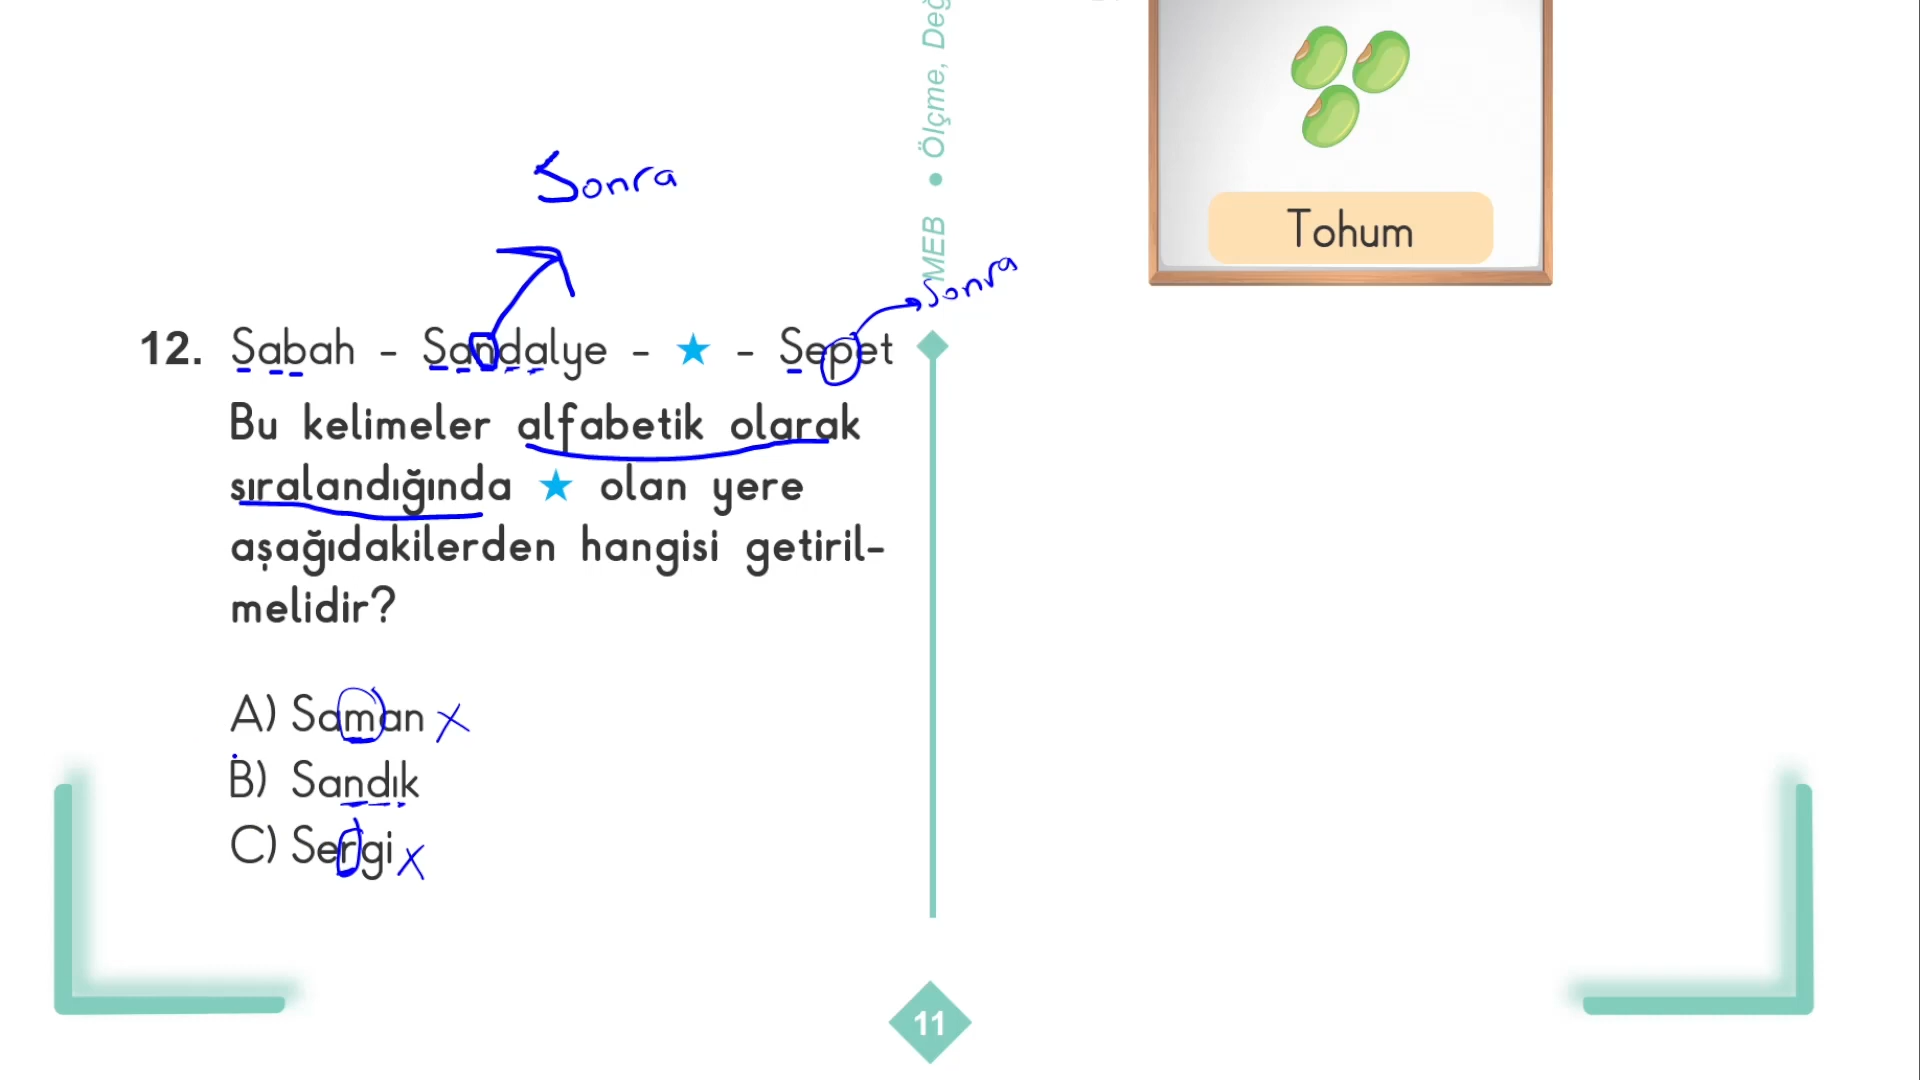 MEB • Ölçme, Değ
Sonra
Sonra
12. Sabah - Sandalye - ★ - Sepet
Bu kelimeler alfabetik olarak
sıralandığında ★ olan yere
aşağıdakilerden hangisi getiril-
melidir?
A) Saman X
B) Sandık
C) Sergi X
Tohum
11